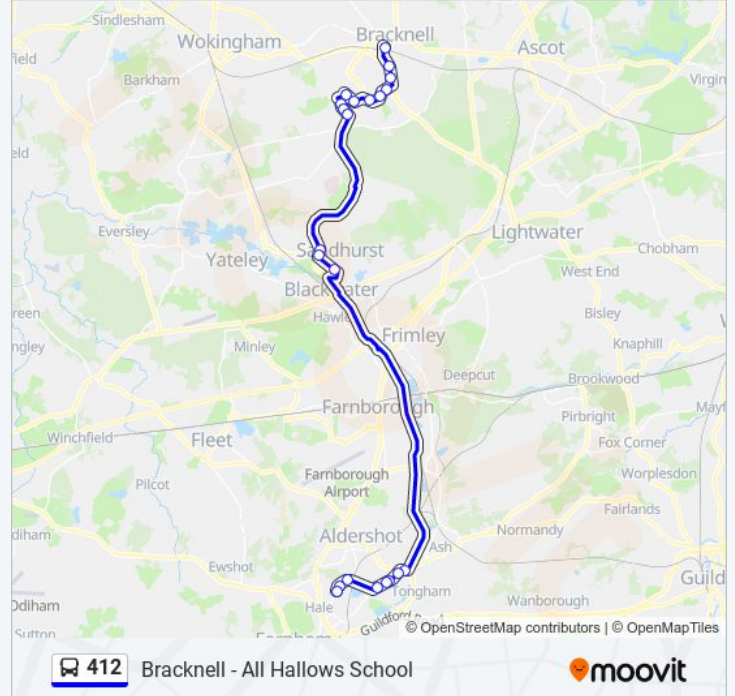 Sindlesham
Bracknell
Wokingham
Ascot
field
Barkham
Virgin
eld
Eversley
Lightwater
Sandhurst
Chobham
Yateley
West End
Blackwater
reen
Bisley
Hawley
Frimley
ngley
Minley
Knaphill
Deepcut
Brookwood
Farnborough
Mayf
Pirbright
Winchfield
Fleet
Fox Corner
Farnborough
Airport
Worplesdon
Pilcot
Fairlands
diham
Aldershot
Normandy
Ash
Ewshot
Guild
Tongham
Odiham
Hale
Wanborough
Guildford Road
Sutton
Farnham
© OpenStreetMap contributors | © OpenMapTiles
412 Bracknell - All Hallows School
moovit